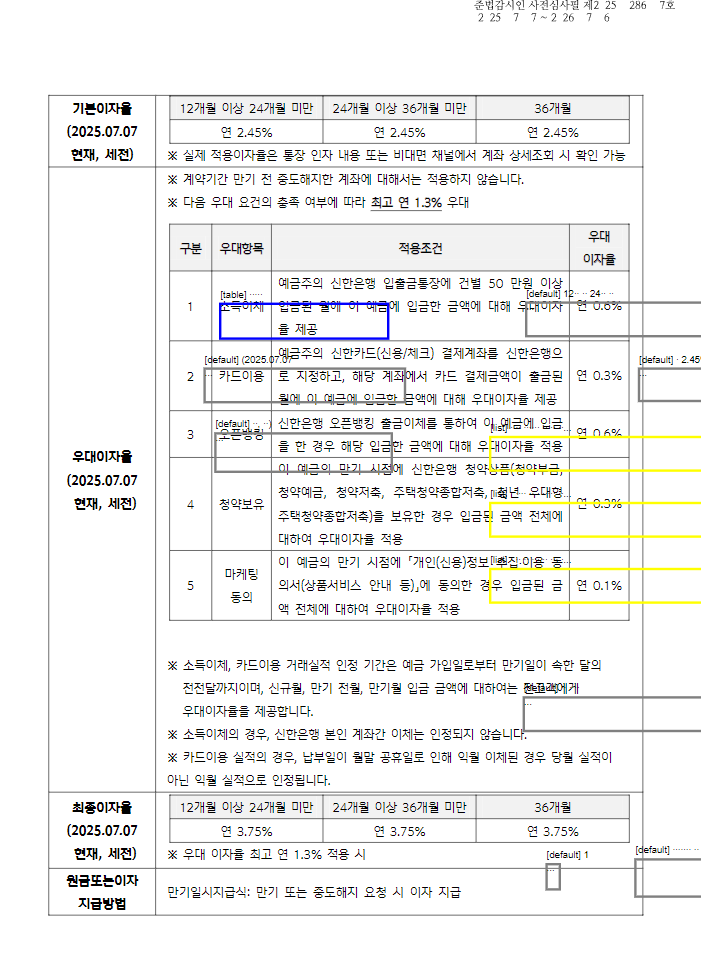 준법감시인 사전심사필 제2 25 286 7호
2 25 7 7 ~ 2 26 7 6
기본이자율
(2025.07.07
현재, 세전)
12개월 이상 24개월 미만 24개월 이상 36개월 미만 36개월
연 2.45% 연 2.45% 연 2.45%
※ 실제 적용이자율은 통장 인자 내용 또는 비대면 채널에서 계좌 상세조회 시 확인 가능
우대이자율
(2025.07.07
현재, 세전)
※ 계약기간 만기 전 중도해지한 계좌에 대해서는 적용하지 않습니다.
※ 다음 우대 요건의 충족 여부에 따라 최고 연 1.3% 우대
구분 우대항목 적용조건 우대
이자율
1 소득이체 예금주의 신한은행 입출금통장에 건별 50 만원 이상
입금된 월에 이 예금에 입금한 금액에 대해 우대이자
율 제공
연 0.6%
[table]
[default] 12 24
2 카드이용 예금주의 신한카드(신용/체크) 결제계좌를 신한은행으
로 지정하고, 해당 계좌에서 카드 결제금액이 출금된
월에 이 예금에 입금한 금액에 대해 우대이자율 제공
연 0.3%
[default] (2025.07.07
[default] 2.45%
3 오픈뱅킹 신한은행 오픈뱅킹 출금이체를 통하여 이 예금에 입금
을 한 경우 해당 입금한 금액에 대해 우대이자율 적용
연 0.6%
[default]
[list]
4 청약보유 이 예금의 만기 시점에 신한은행 청약상품(청약부금,
청약예금, 청약저축, 주택청약종합저축, 청년 우대형
주택청약종합저축)을 보유한 경우 입금된 금액 전체에
대하여 우대이자율 적용
연 0.3%
[list]
5 마케팅
동의
이 예금의 만기 시점에 「개인(신용)정보 수집·이용 동
의서(상품서비스 안내 등)」에 동의한 경우 입금된 금
액 전체에 대하여 우대이자율 적용
연 0.1%
[list]
※ 소득이체, 카드이용 거래실적 인정 기간은 예금 가입일로부터 만기일이 속한 달의
전전달까지이며, 신규월, 만기 전월, 만기월 입금 금액에 대하여는 전고객에게
우대이자율을 제공합니다.
[default]
※ 소득이체의 경우, 신한은행 본인 계좌간 이체는 인정되지 않습니다.
※ 카드이용 실적의 경우, 납부일이 월말 공휴일로 인해 익월 이체된 경우 당월 실적이
아닌 익월 실적으로 인정됩니다.
최종이자율
(2025.07.07
현재, 세전)
12개월 이상 24개월 미만 24개월 이상 36개월 미만 36개월
연 3.75% 연 3.75% 연 3.75%
※ 우대 이자율 최고 연 1.3% 적용 시
[default] 1
[default]
원금또는이자
지급방법
만기일시지급식: 만기 또는 중도해지 요청 시 이자 지급